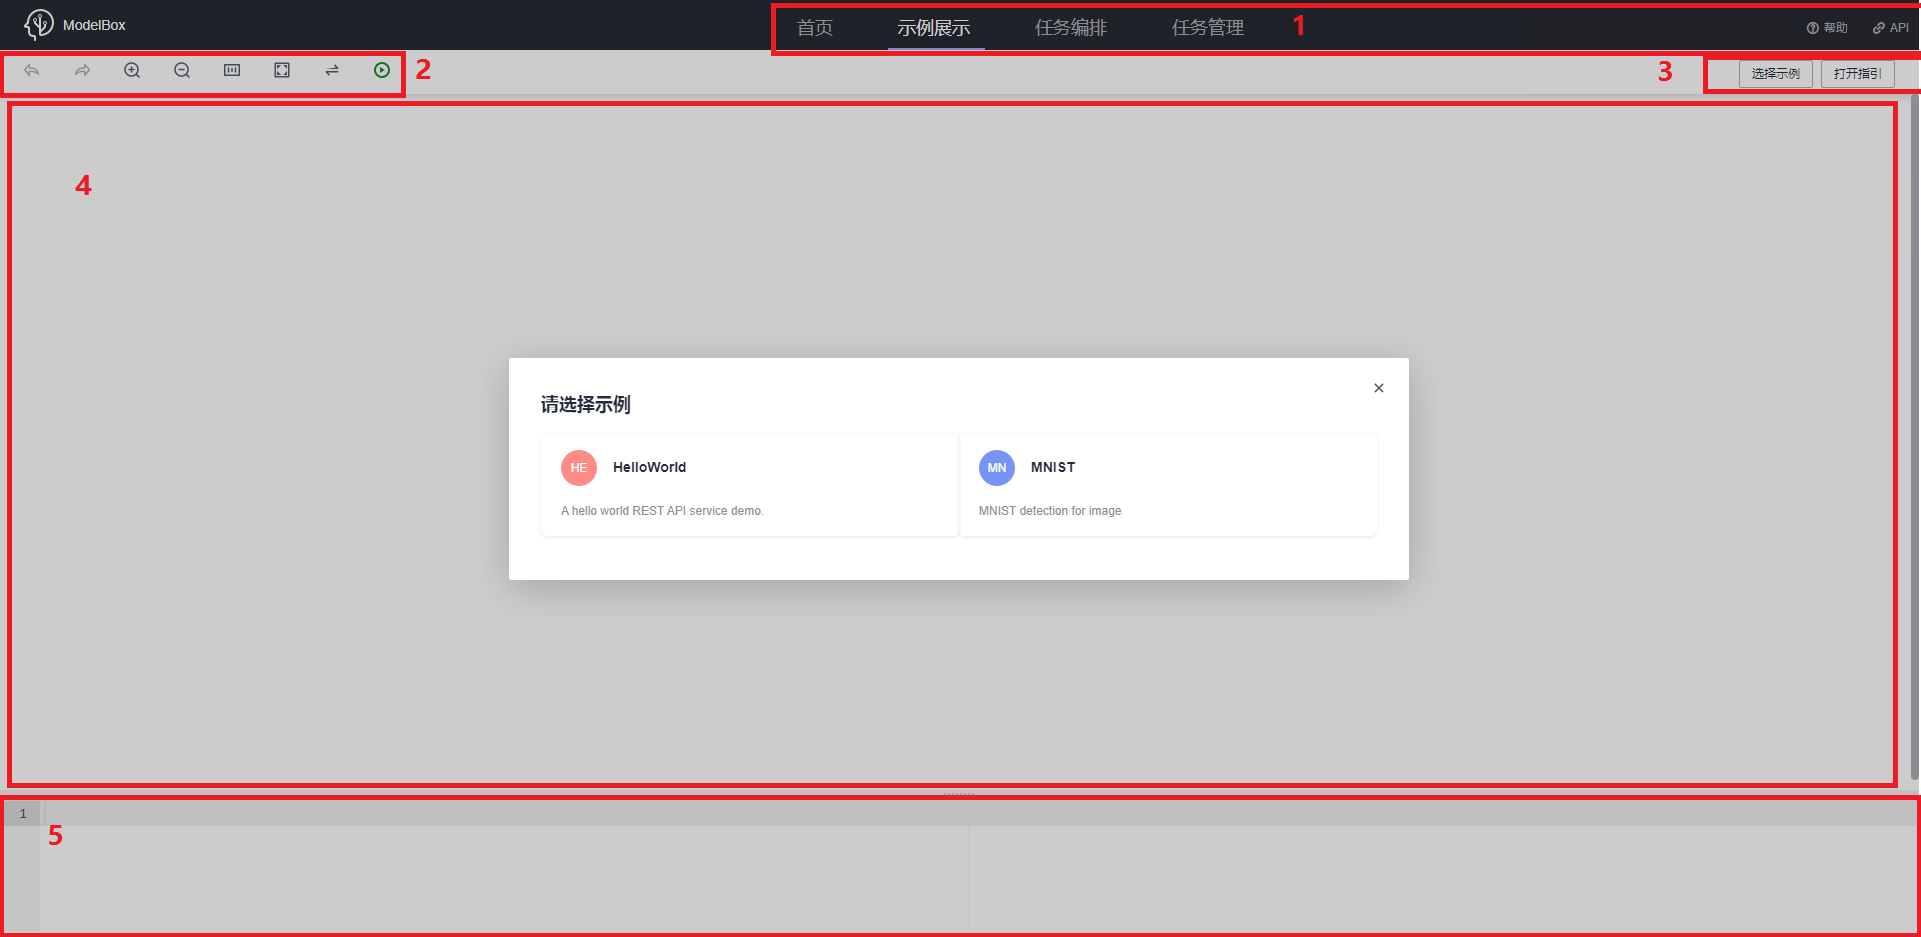 ModelBox
首页 示例展示 任务编排 任务管理 1 帮助 API
2 3 选择示例 打开指引
4
请选择示例
HE HelloWorld MN MNIST
A hello world REST API service demo. MNIST detection for image
1
5